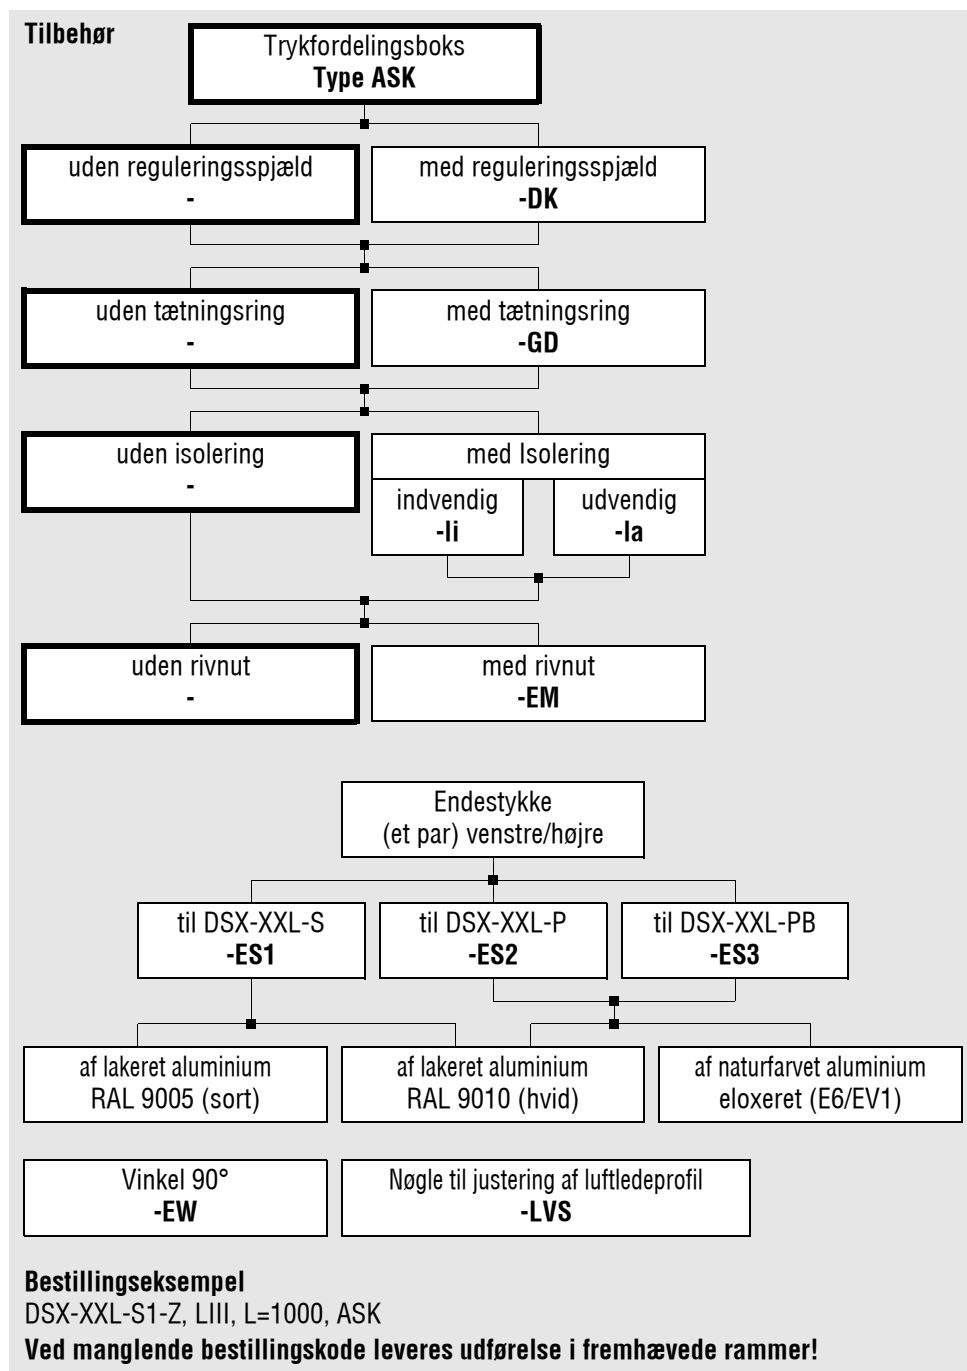 Tilbehør
Trykfordelingsboks
Type ASK
uden reguleringsspjæld
-
med reguleringsspjæld
-DK
uden tætningsring
-
med tætningsring
-GD
uden isolering
-
med Isolering
indvendig
-Ii
udvendig
-Ia
uden rivnut
-
med rivnut
-EM
Endestykke
(et par) venstre/højre
til DSX-XXL-S
-ES1
til DSX-XXL-P
-ES2
til DSX-XXL-PB
-ES3
af lakeret aluminium
RAL 9005 (sort)
af lakeret aluminium
RAL 9010 (hvid)
af naturfarvet aluminium
eloxeret (E6/EV1)
Vinkel 90°
-EW
Nøgle til justering af luftledeprofil
-LVS
Bestillingseksempel
DSX-XXL-S1-Z, LIII, L=1000, ASK
Ved manglende bestillingskode leveres udførelse i fremhævede rammer!